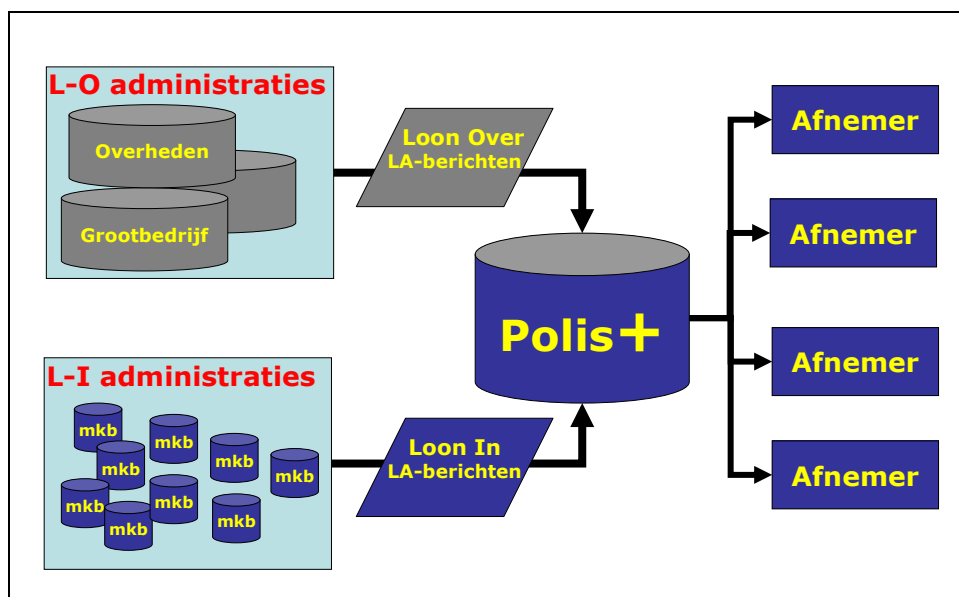 L-O administraties
Overheden
Grootbedrijf
Loon Over
LA-berichten
L-I administraties
mkb
mkb
mkb
mkb
mkb
mkb
mkb
mkb
mkb
Loon In
LA-berichten
Polis+
Afnemer
Afnemer
Afnemer
Afnemer